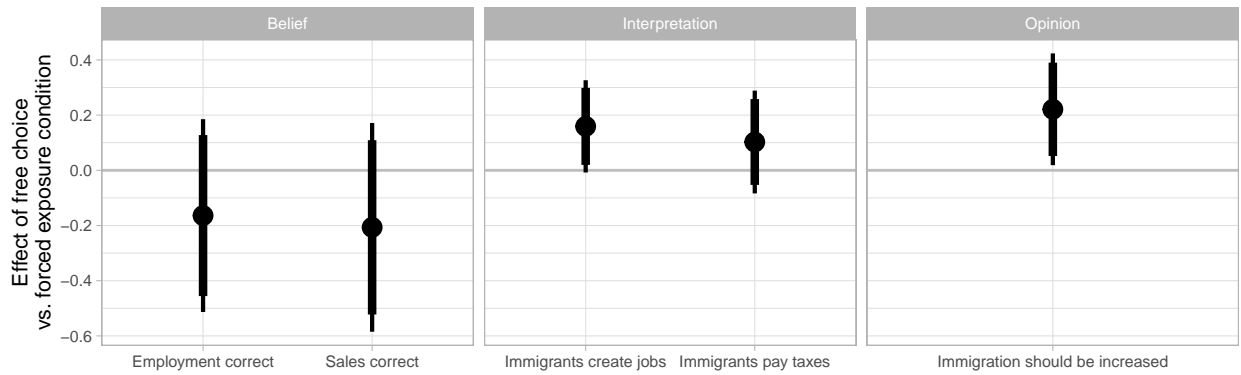 Belief
Interpretation
Opinion
Effect of free choice
vs. forced exposure condition
0.4
0.2
0.0
−0.2
−0.4
−0.6
Employment correct
Sales correct
Immigrants create jobs
Immigrants pay taxes
Immigration should be increased